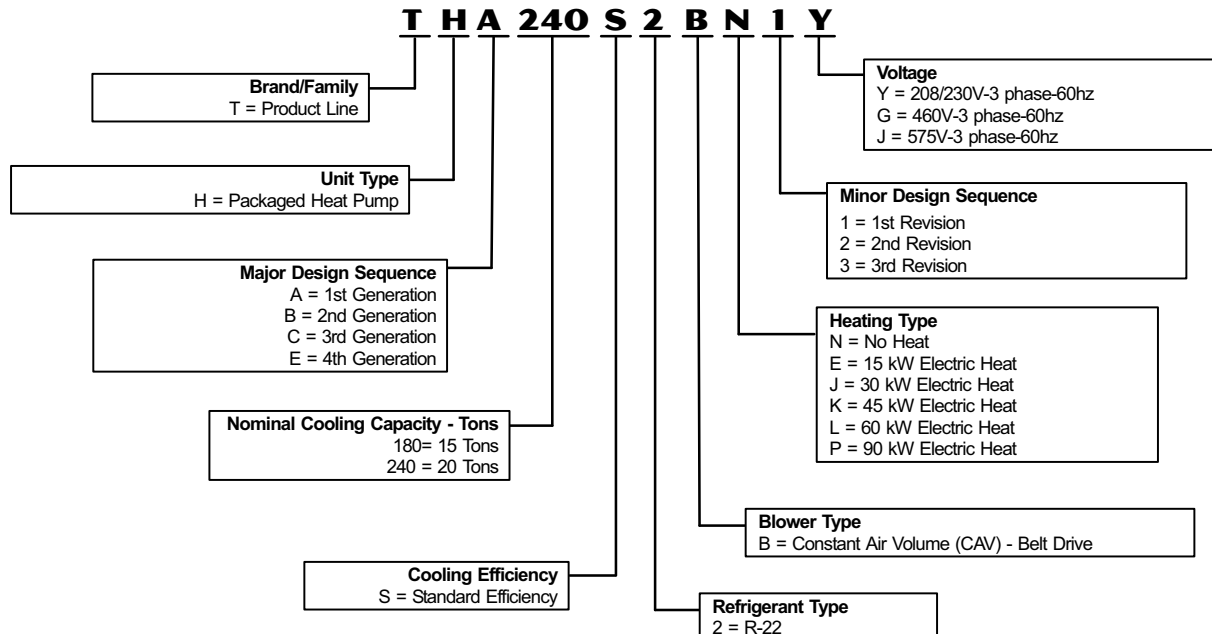 T H A 240 S 2 B N 1 Y
Brand/Family
T = Product Line
Unit Type
H = Packaged Heat Pump
Major Design Sequence
A = 1st Generation
B = 2nd Generation
C = 3rd Generation
E = 4th Generation
Nominal Cooling Capacity - Tons
180= 15 Tons
240 = 20 Tons
Cooling Efficiency
S = Standard Efficiency
Voltage
Y = 208/230V-3 phase-60hz
G = 460V-3 phase-60hz
J = 575V-3 phase-60hz
Minor Design Sequence
1 = 1st Revision
2 = 2nd Revision
3 = 3rd Revision
Heating Type
N = No Heat
E = 15 kW Electric Heat
J = 30 kW Electric Heat
K = 45 kW Electric Heat
L = 60 kW Electric Heat
P = 90 kW Electric Heat
Blower Type
B = Constant Air Volume (CAV) - Belt Drive
Refrigerant Type
2 = R-22